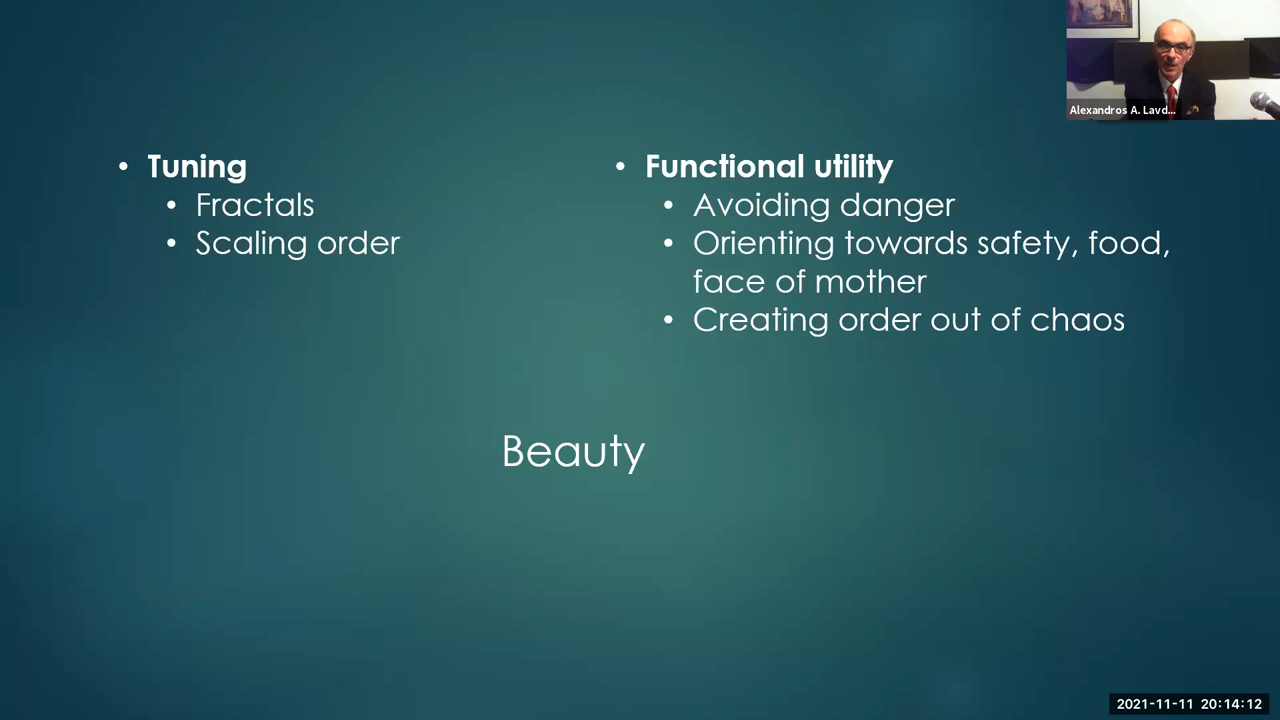 Alexandros A. Lavd...
• Tuning
• Fractals
• Scaling order
• Functional utility
• Avoiding danger
• Orienting towards safety, food,
face of mother
• Creating order out of chaos
Beauty
2021-11-11 20:14:12